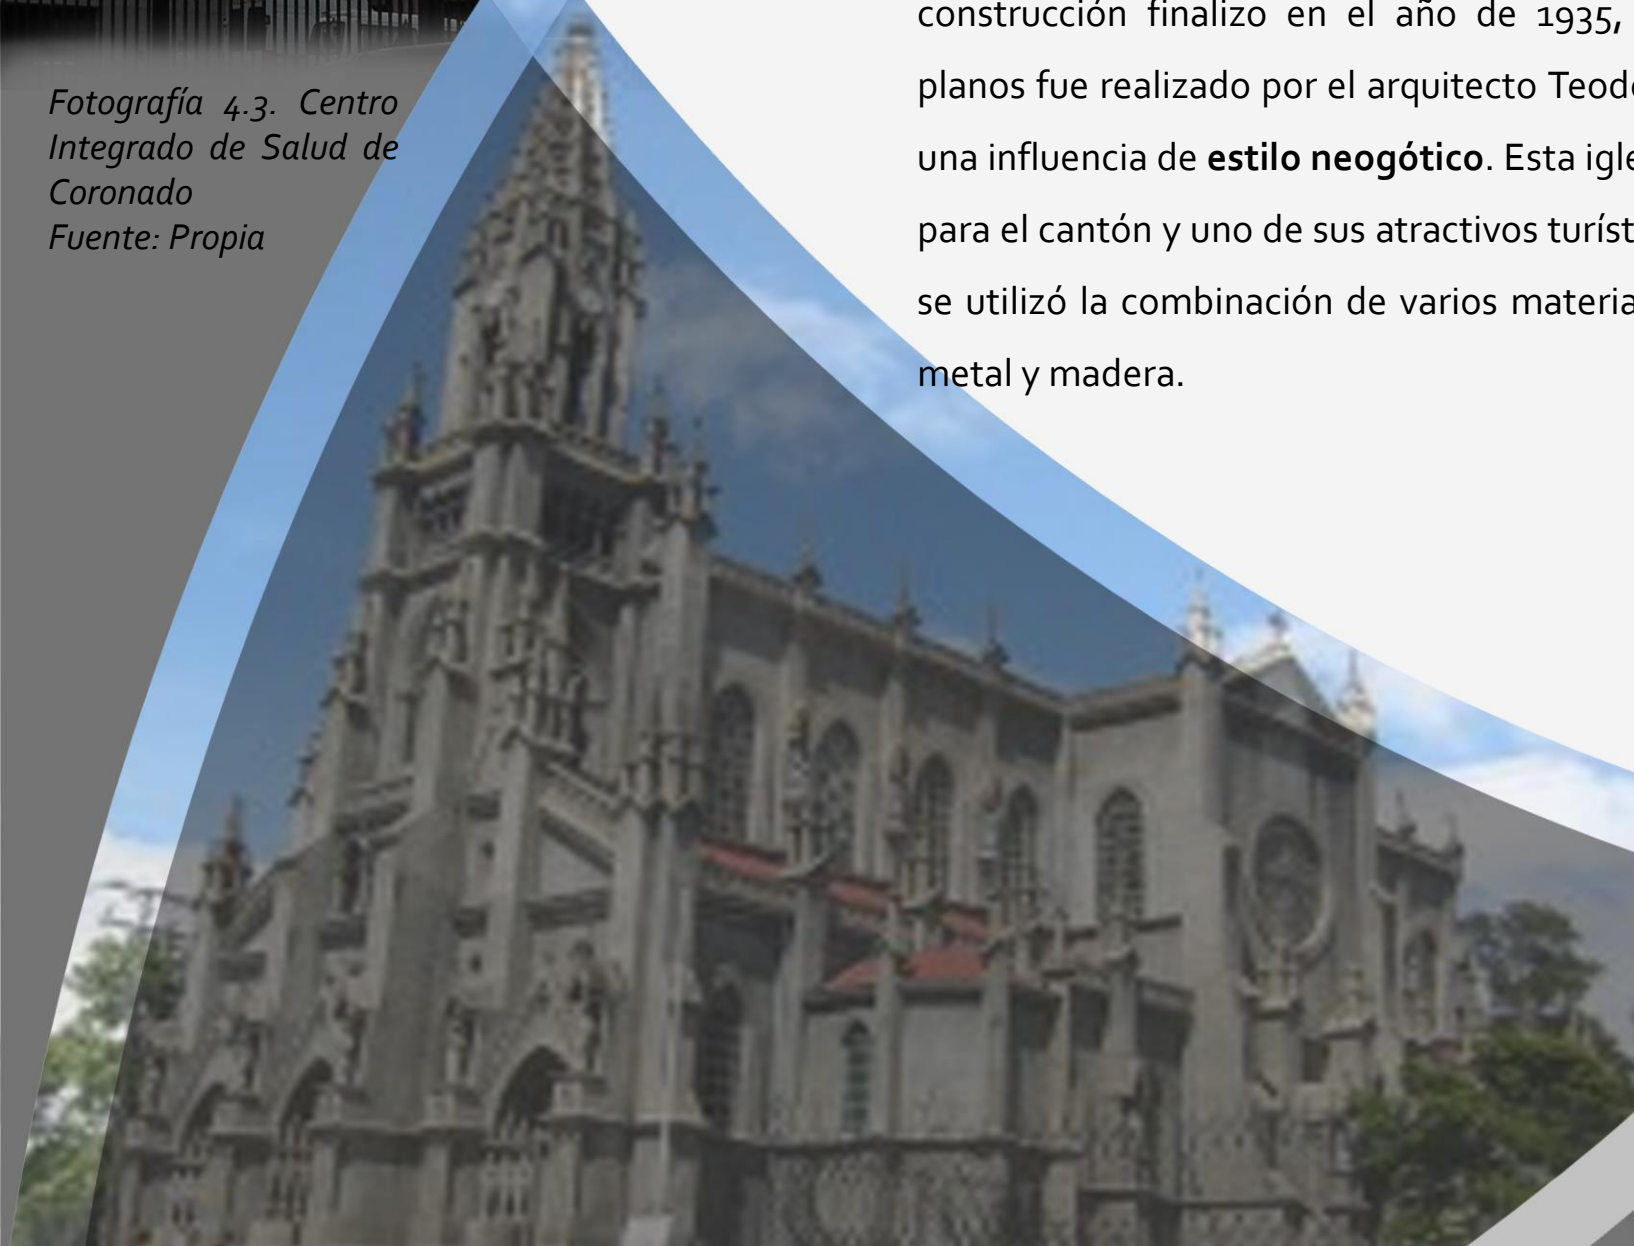 Fotografía 4.3. Centro
Integrado de Salud de
Coronado
Fuente: Propia
construcción finalizo en el año de 1935,
planos fue realizado por el arquitecto
una influencia de estilo neogótico. Esta
para el cantón y uno de sus atractivos
se utilizó la combinación de varios
metal y madera.